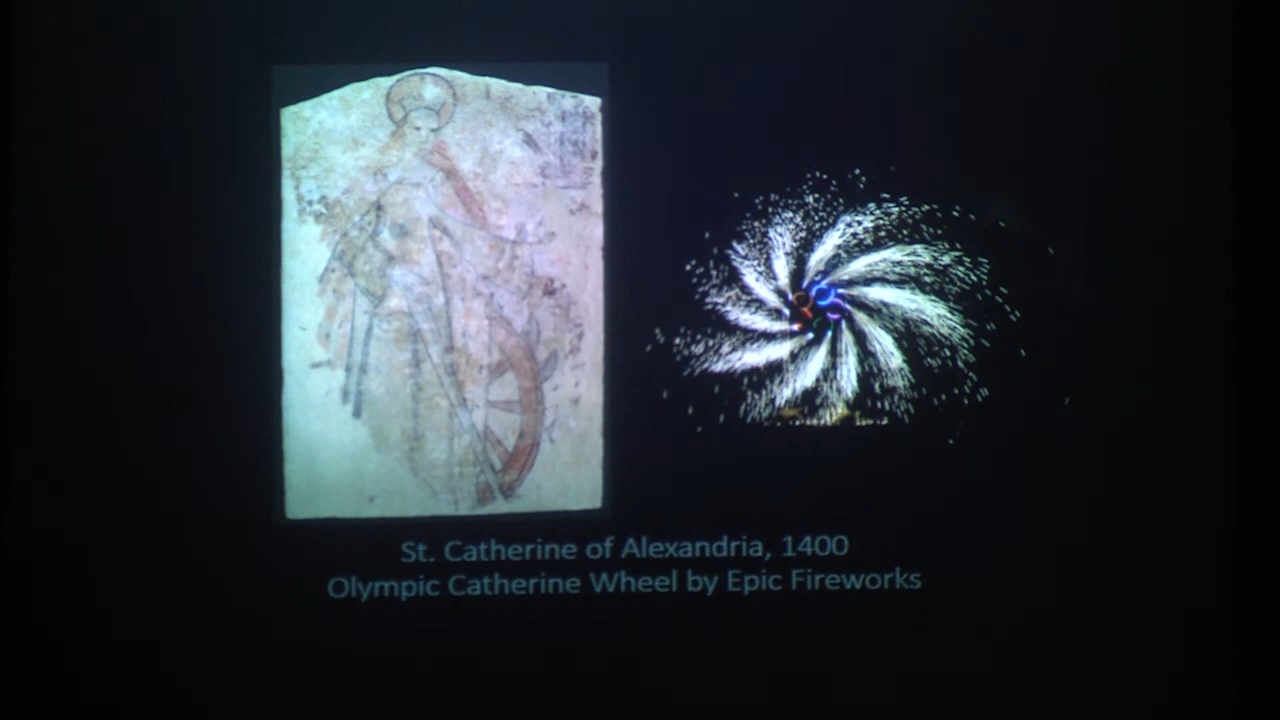 St. Catherine of Alexandria, 1400
Olympic Catherine Wheel by Epic Fireworks